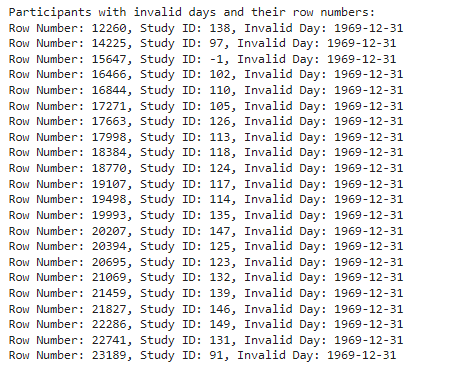 Participants with invalid days and their row numbers:
Row Number: 12260, Study ID: 138, Invalid Day: 1969-12-31
Row Number: 14225, Study ID: 97, Invalid Day: 1969-12-31
Row Number: 15647, Study ID: -1, Invalid Day: 1969-12-31
Row Number: 16466, Study ID: 102, Invalid Day: 1969-12-31
Row Number: 16844, Study ID: 110, Invalid Day: 1969-12-31
Row Number: 17271, Study ID: 105, Invalid Day: 1969-12-31
Row Number: 17663, Study ID: 126, Invalid Day: 1969-12-31
Row Number: 17998, Study ID: 113, Invalid Day: 1969-12-31
Row Number: 18384, Study ID: 118, Invalid Day: 1969-12-31
Row Number: 18770, Study ID: 124, Invalid Day: 1969-12-31
Row Number: 19107, Study ID: 117, Invalid Day: 1969-12-31
Row Number: 19498, Study ID: 114, Invalid Day: 1969-12-31
Row Number: 19993, Study ID: 135, Invalid Day: 1969-12-31
Row Number: 20207, Study ID: 147, Invalid Day: 1969-12-31
Row Number: 20394, Study ID: 125, Invalid Day: 1969-12-31
Row Number: 20695, Study ID: 123, Invalid Day: 1969-12-31
Row Number: 21069, Study ID: 132, Invalid Day: 1969-12-31
Row Number: 21459, Study ID: 139, Invalid Day: 1969-12-31
Row Number: 21827, Study ID: 146, Invalid Day: 1969-12-31
Row Number: 22286, Study ID: 149, Invalid Day: 1969-12-31
Row Number: 22741, Study ID: 131, Invalid Day: 1969-12-31
Row Number: 23189, Study ID: 91, Invalid Day: 1969-12-31